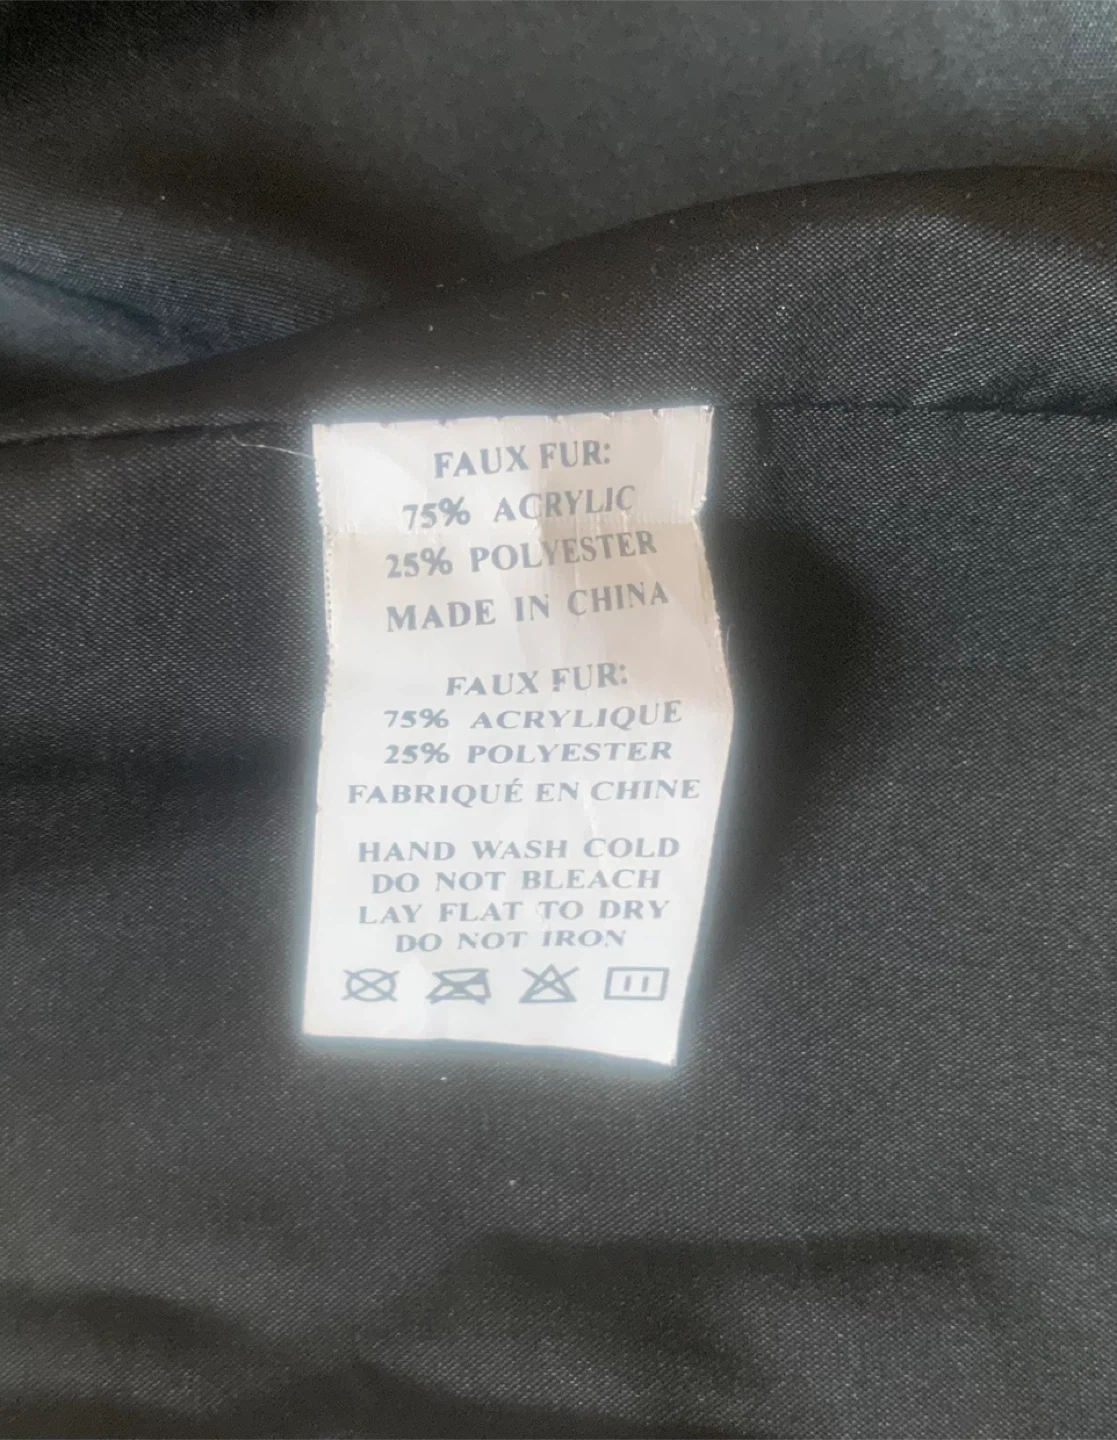 FAUX FUR:
75% ACRYLIC
25% POLYESTER
MADE IN CHINA
FAUX FUR:
75% ACRYLIQUE
25% POLYESTER
FABRIQUÉ EN CHINE
HAND WASH COLD
DO NOT BLEACH
LAY FLAT TO DRY
DO NOT IRON